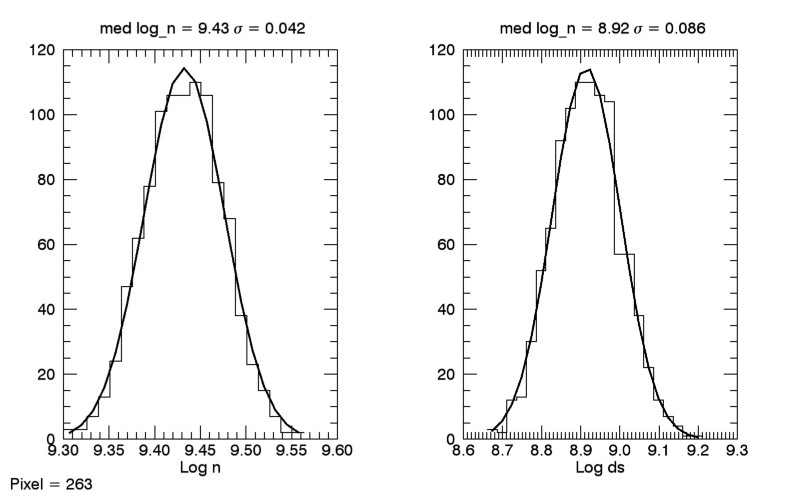 med log_n = 9.43 σ = 0.042
120
100
80
60
40
20
0
9.30 9.35 9.40 9.45 9.50 9.55 9.60
Log n
med log_n = 8.92 σ = 0.086
120
100
80
60
40
20
0
8.6 8.7 8.8 8.9 9.0 9.1 9.2 9.3
Log ds
Pixel = 263